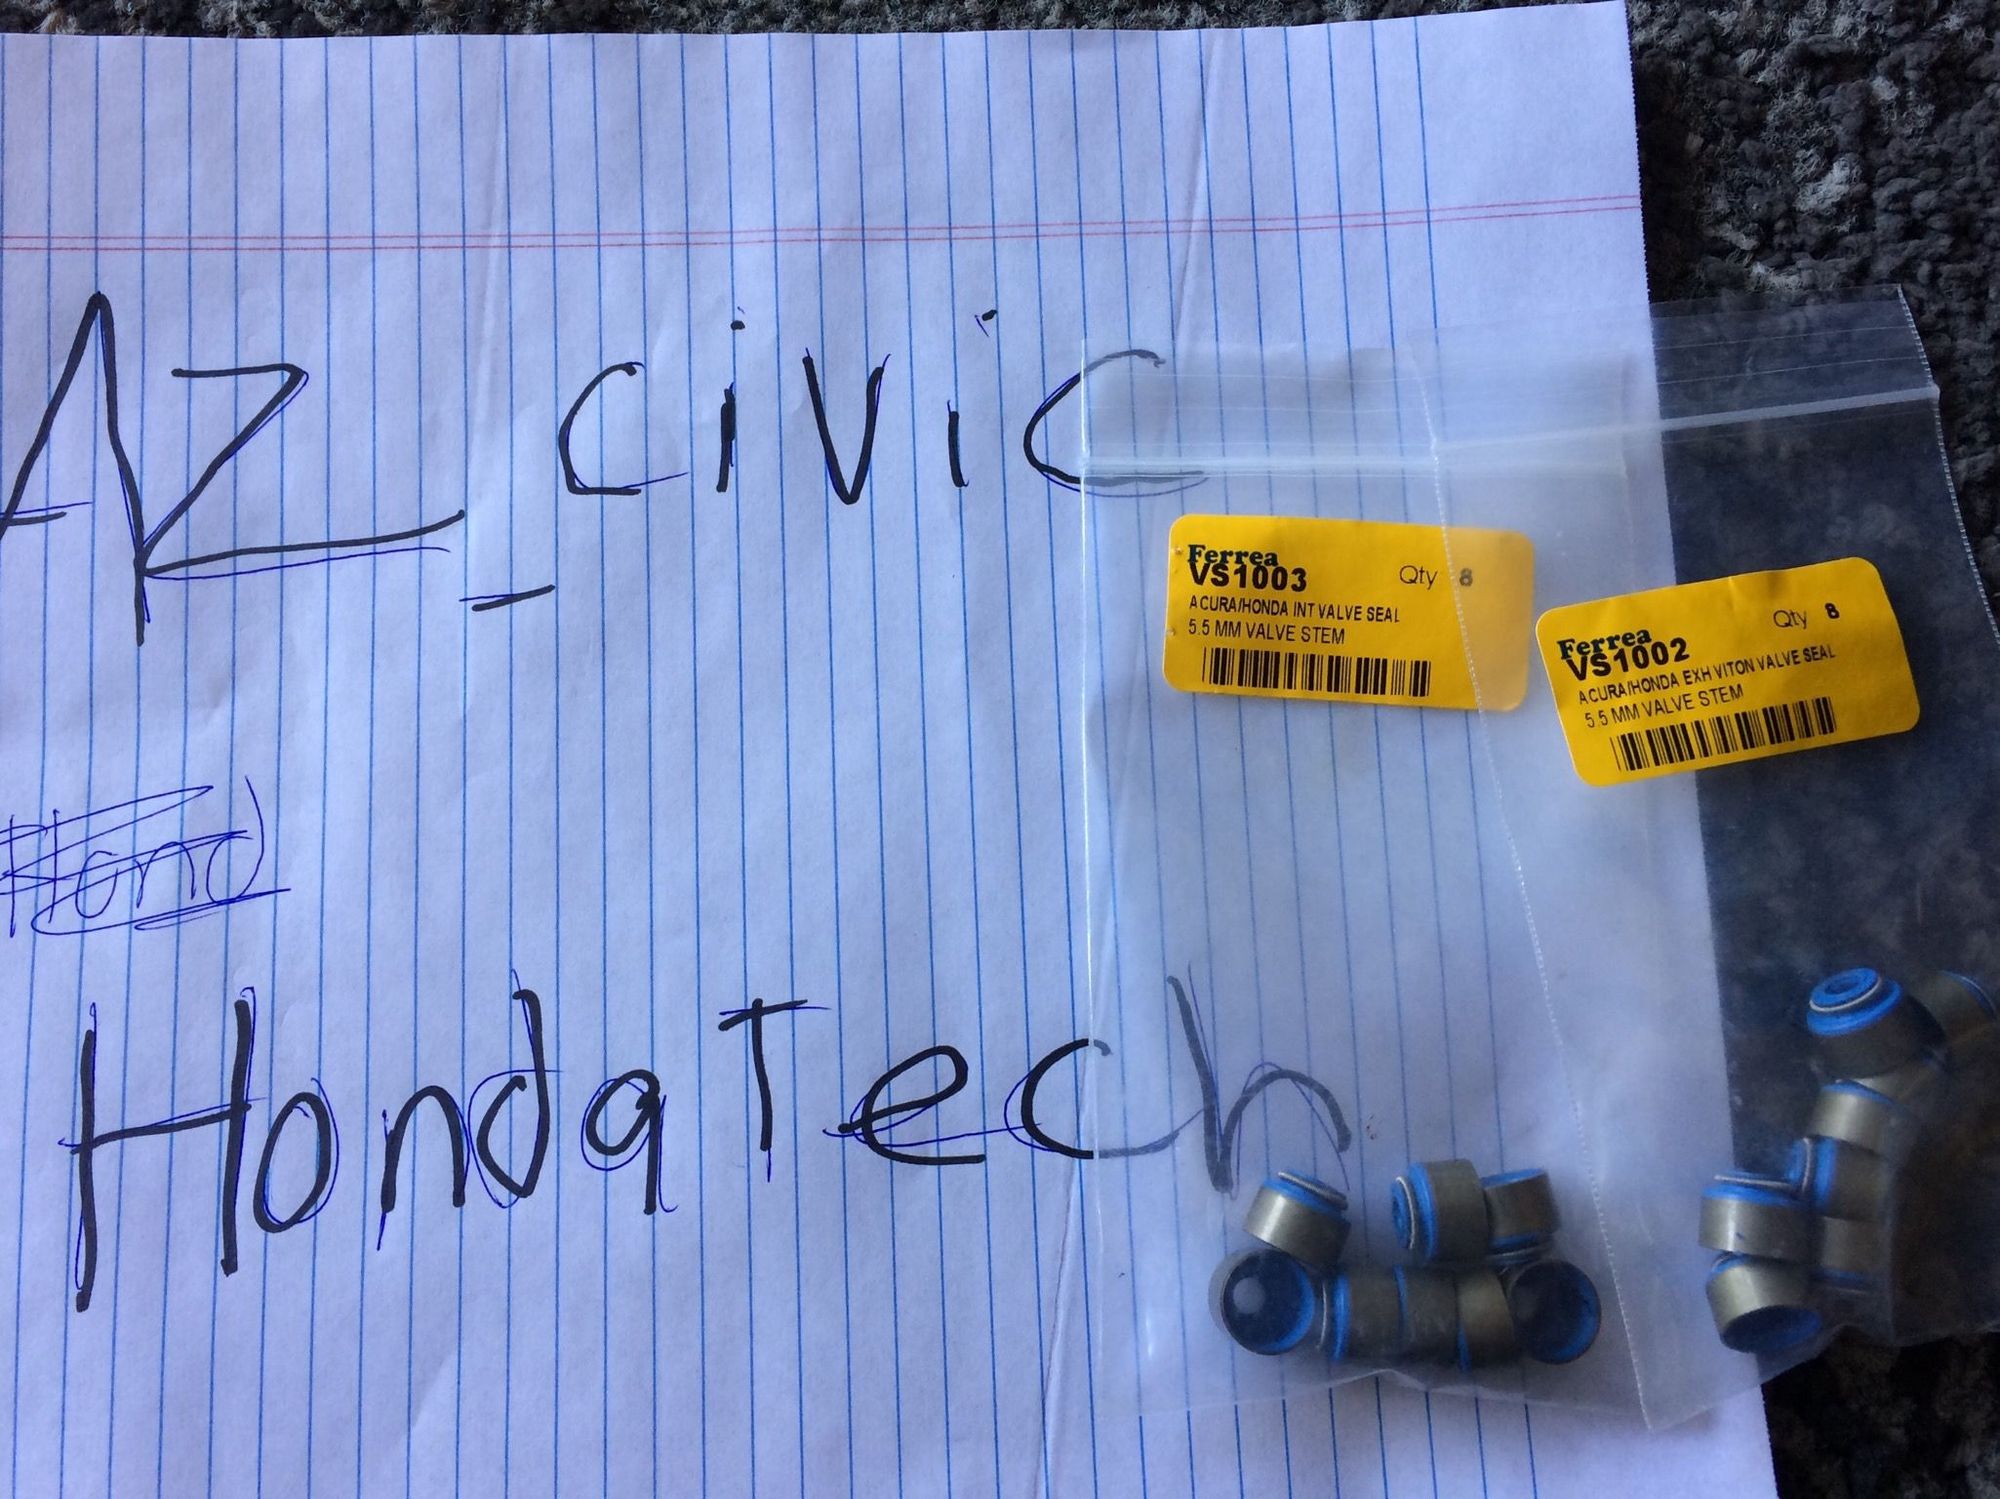 AZ_CiViC
Hond
HondaTech
Ferrea
VS1003 Qty 8
ACURA/HONDA INT VALVE SEAL
5.5 MM VALVE STEM
Ferrea
VS1002 Qty 8
ACURA/HONDA EXH VITON VALVE SEAL
5.5 MM VALVE STEM